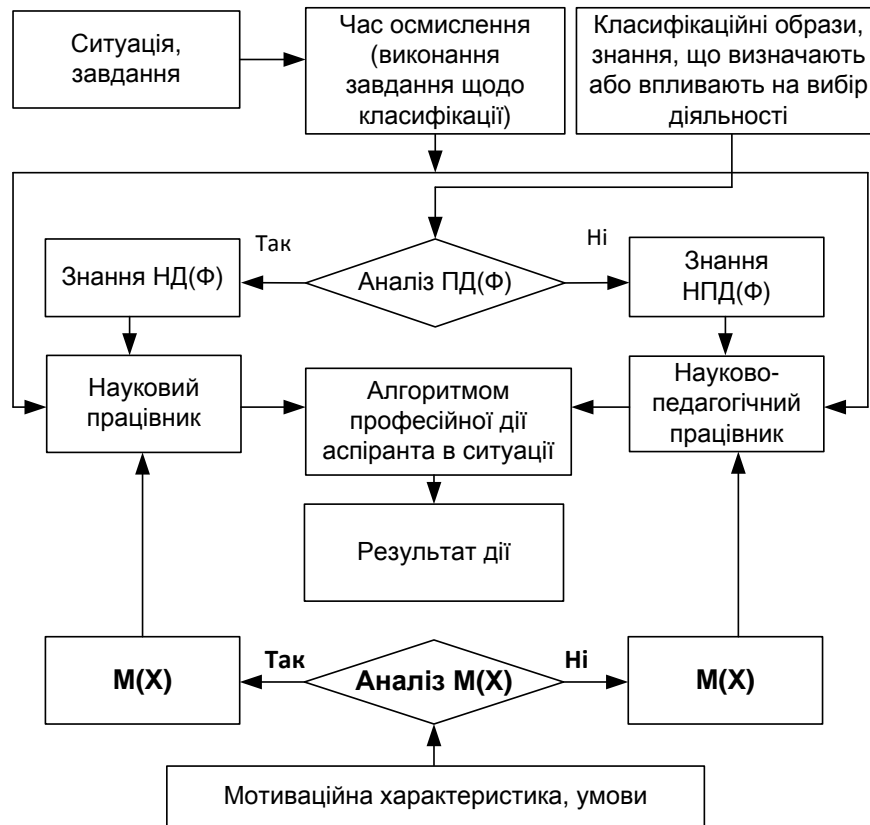 Ситуація,
завдання
Час осмислення
(виконання
завдання щодо
класифікації)
Класифікаційні образи,
знання, що визначають
або впливають на вибір
діяльності
Так
Ні
Знання НД(Ф)
Аналіз ПД(Ф)
Знання
НПД(Ф)
Науковий
працівник
Алгоритмом
професійної дії
аспіранта в ситуації
Науково-
педагогічний
працівник
Результат дії
Так
Ні
М(Х)
Аналіз М(Х)
М(Х)
Мотиваційна характеристика, умови